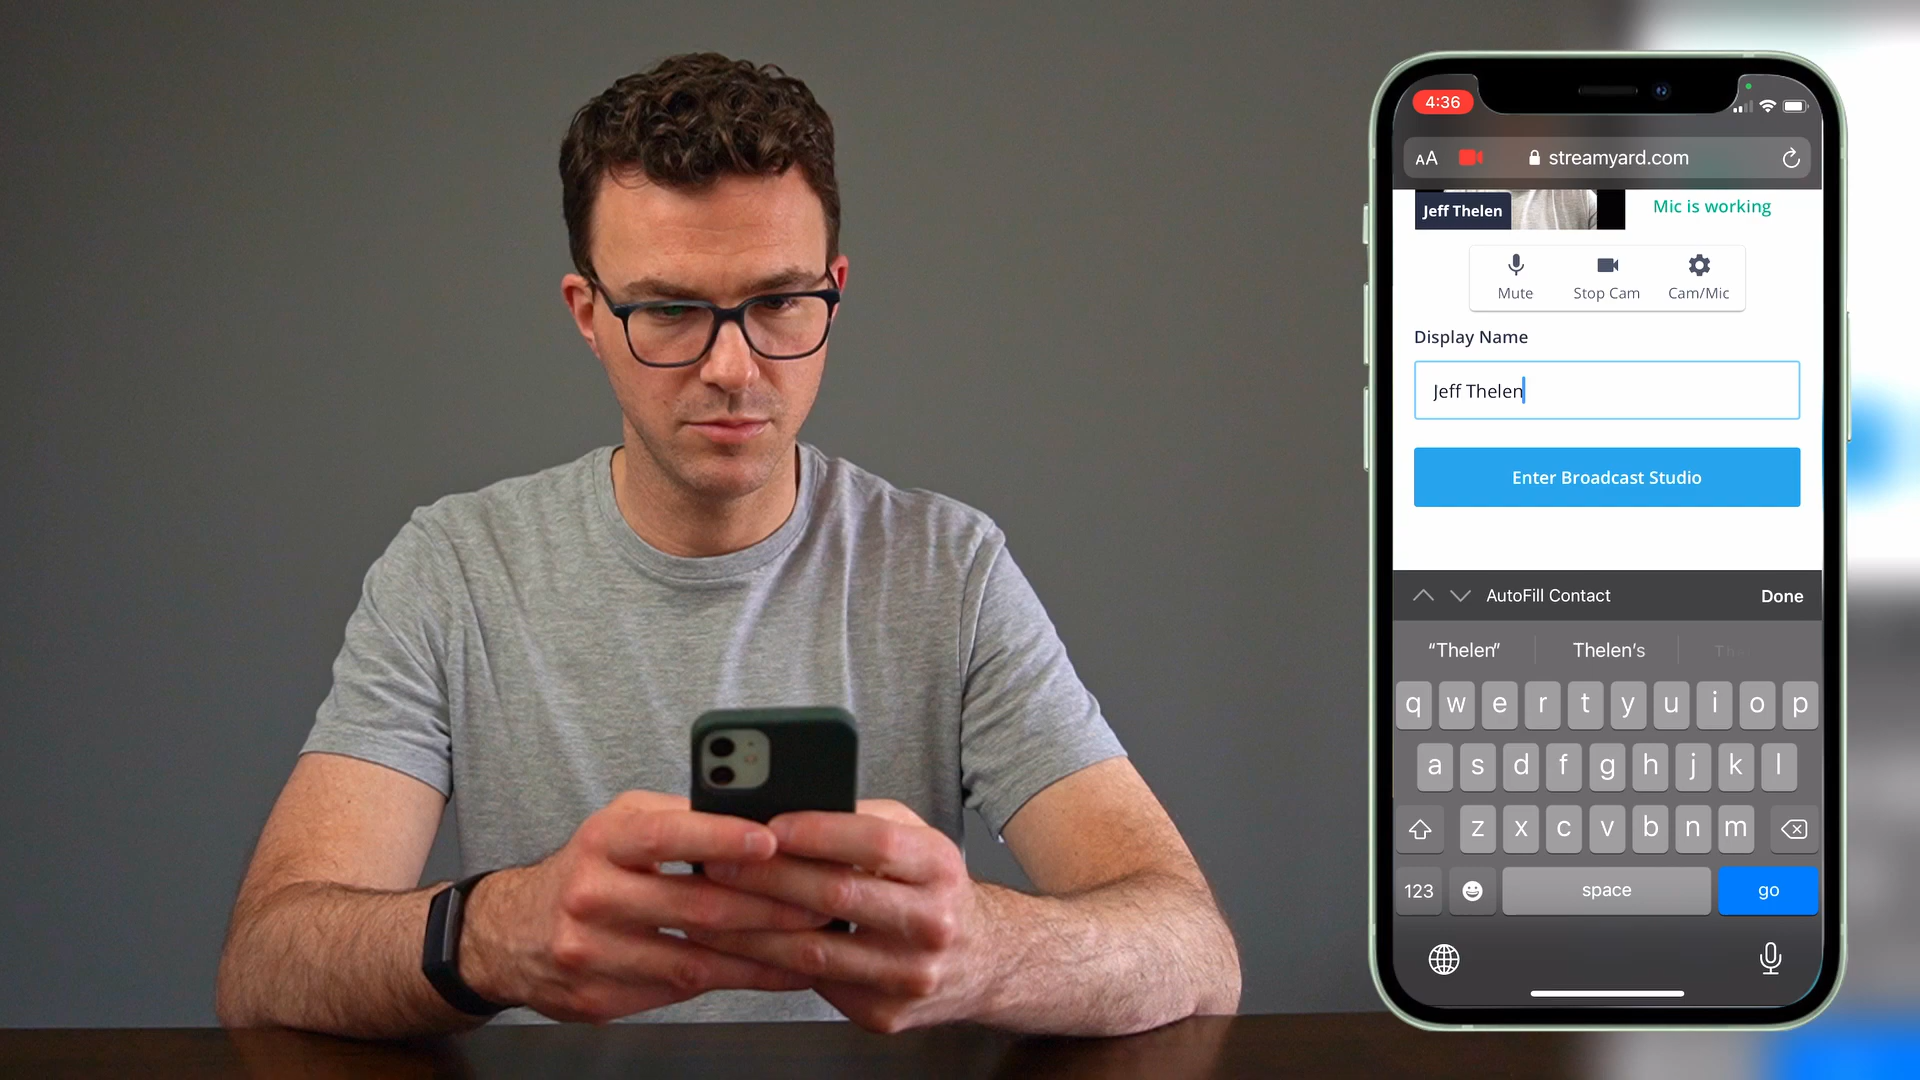 4:36
AA
streamyard.com
Jeff Thelen
Mic is working
Mute Stop Cam Cam/Mic
Display Name
Jeff Thelen
Enter Broadcast Studio
AutoFill Contact Done
“Thelen” Thelen's
q w e r t y u i o p
a s d f g h j k l
z x c v b n m
123 space go